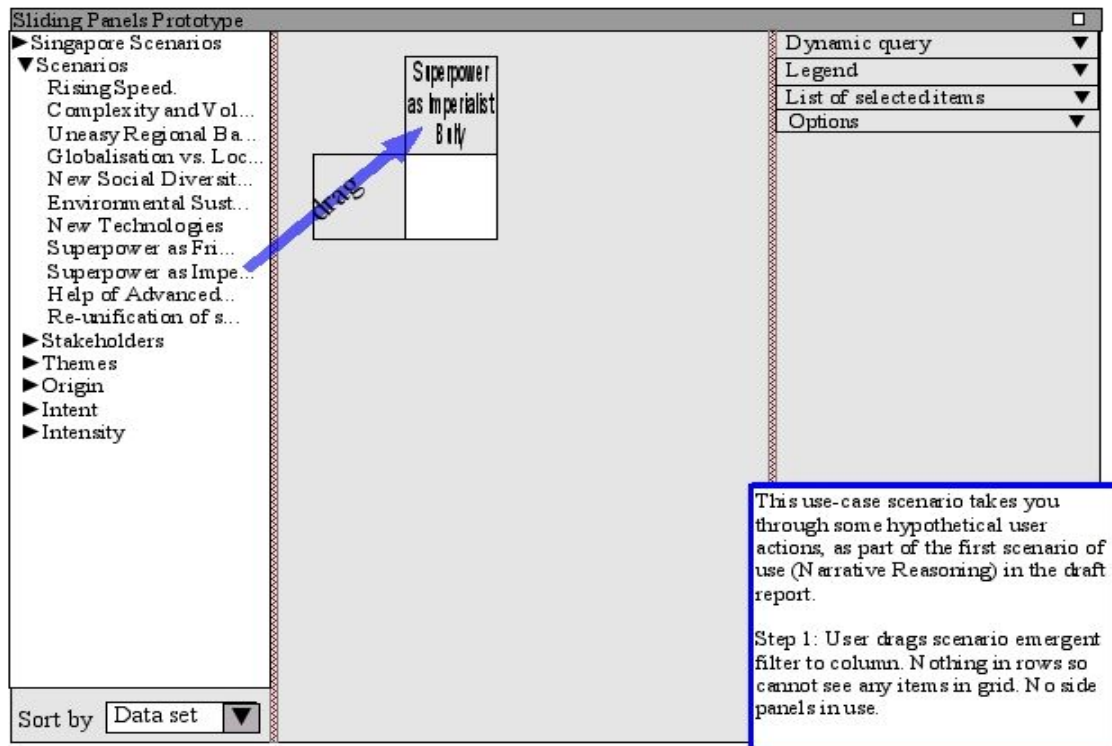 Sliding Panels Prototype
Singapore Scenarios
Scenarios
Rising Speed.
Complexity and Vol...
Uneasy Regional Ba...
Globalisation vs. Loc...
New Social Diversit...
Environmental Sust...
New Technologies
Superpower as Fri...
Superpower as Impe...
Help of Advanced...
Re-unification of s...
Stakeholders
Themes
Origin
Intent
Intensity
Sort by Data set
Superpower
as Imperialist
Bully
drag
Dynamic query
Legend
List of selected items
Options
This use-case scenario takes you
through some hypothetical user
actions, as part of the first scenario of
use (Narrative Reasoning) in the draft
report.
Step 1: User drags scenario emergent
filter to column. Nothing in rows so
cannot see any items in grid. No side
panels in use.